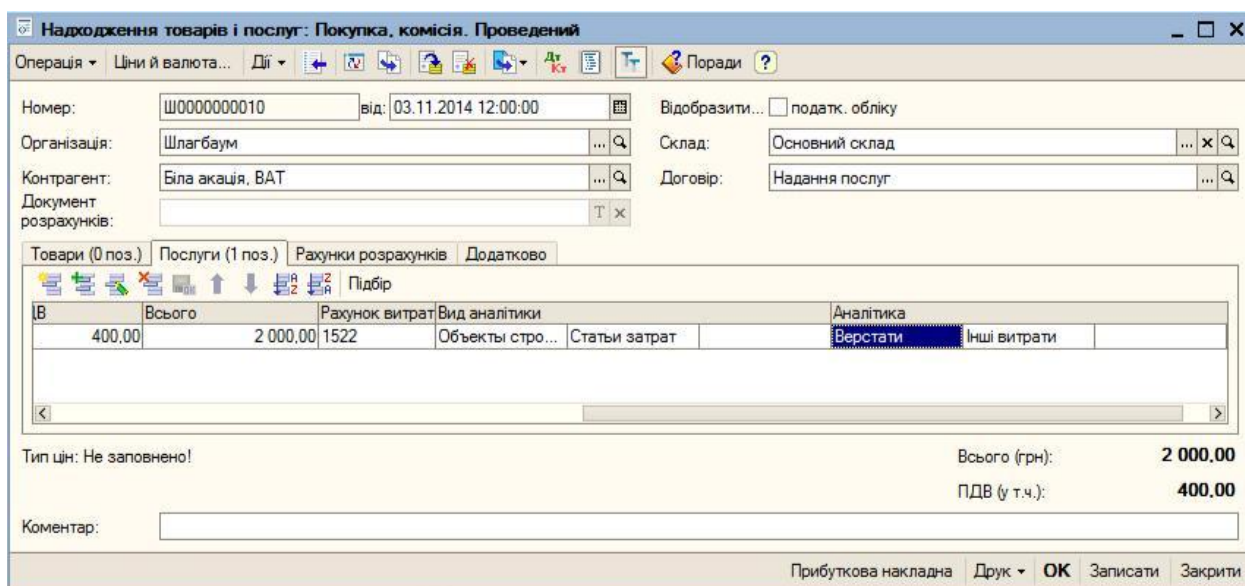 Надходження товарів і послуг: Покупка, комісія. Проведений
Операція Ціни й валюта... Дії Дт Кт Поради ?
Номер: Ш0000000010 від: 03.11.2014 12:00:00 Відобразити... податк. обліку
Організація: Шлагбаум ... Склад: Основний склад ...
Контрагент: Біла акація, ВАТ ... Договір: Надання послуг ...
Документ
розрахунків: T
Товари (0 поз.) Послуги (1 поз.) Рахунки розрахунків Додатково
Підбір
ДВ Всього Рахунок витрат Вид аналітики Аналітика
400,00 2 000,00 1522 Объекты стро... Статьи затрат Верстати Інші витрати
Тип цін: Не заповнено! Всього (грн): 2 000,00
ПДВ (у т.ч.): 400,00
Коментар:
Прибуткова накладна Друк OK Записати Закрити